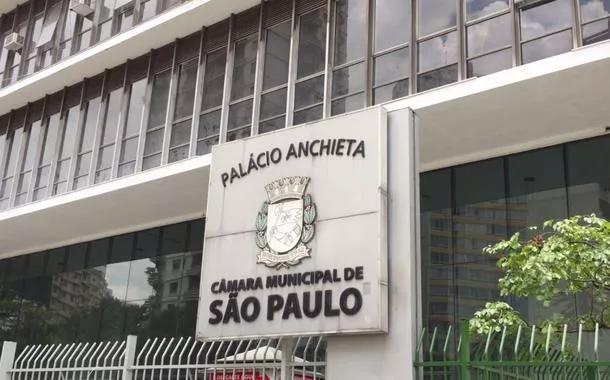 PALÁCIO ANCHIETA
CÂMARA MUNICIPAL DE
SÃO PAULO